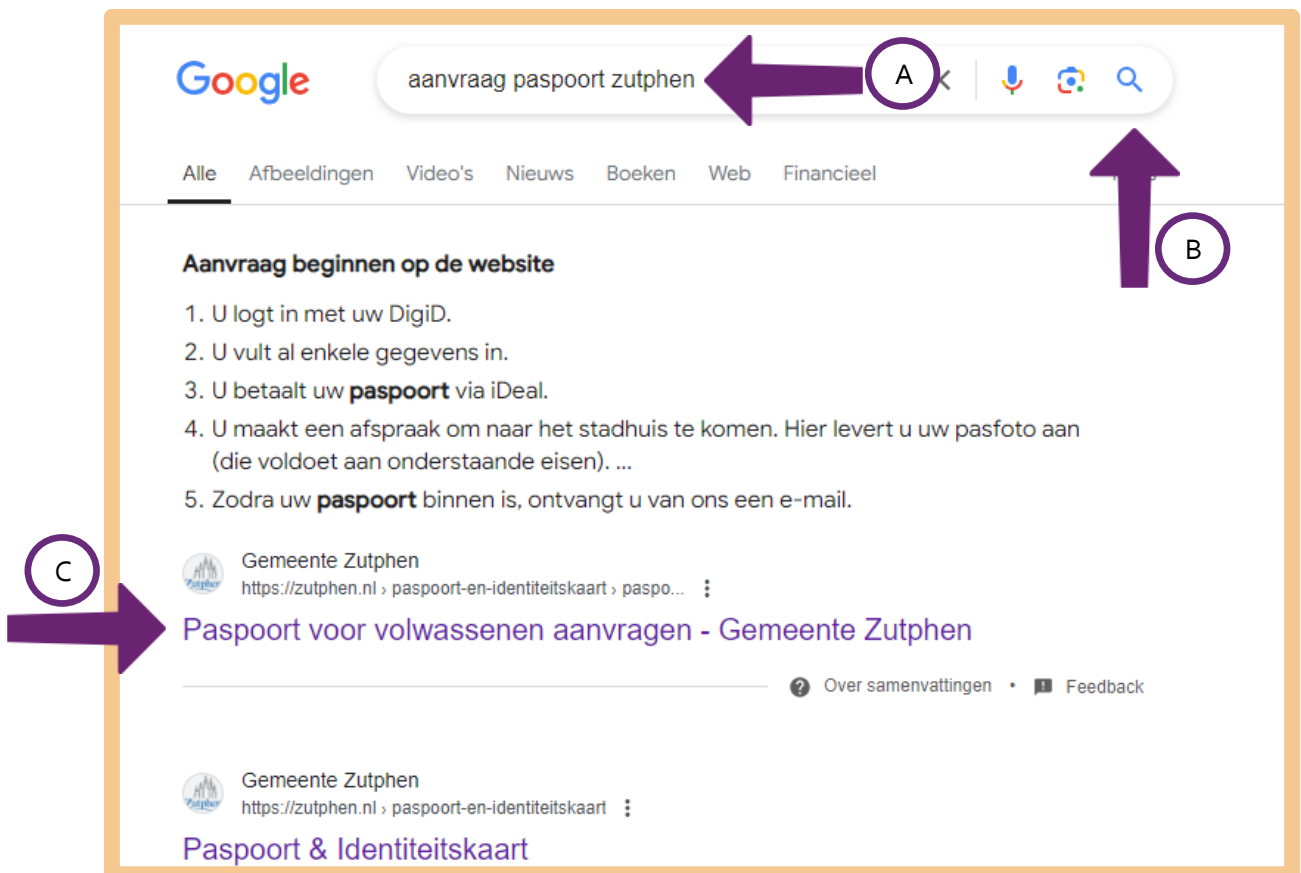 Google
aanvraag paspoort zutphen
A
Alle Afbeeldingen Video's Nieuws Boeken Web Financieel
B
Aanvraag beginnen op de website
1. U logt in met uw DigiD.
2. U vult al enkele gegevens in.
3. U betaalt uw paspoort via iDeal.
4. U maakt een afspraak om naar het stadhuis te komen. Hier levert u uw pasfoto aan
(die voldoet aan onderstaande eisen). ...
5. Zodra uw paspoort binnen is, ontvangt u van ons een e-mail.
C
Gemeente Zutphen
https://zutphen.nl › paspoort-en-identiteitskaart › paspo...
Paspoort voor volwassenen aanvragen - Gemeente Zutphen
Over samenvattingen • Feedback
Gemeente Zutphen
https://zutphen.nl › paspoort-en-identiteitskaart
Paspoort & Identiteitskaart